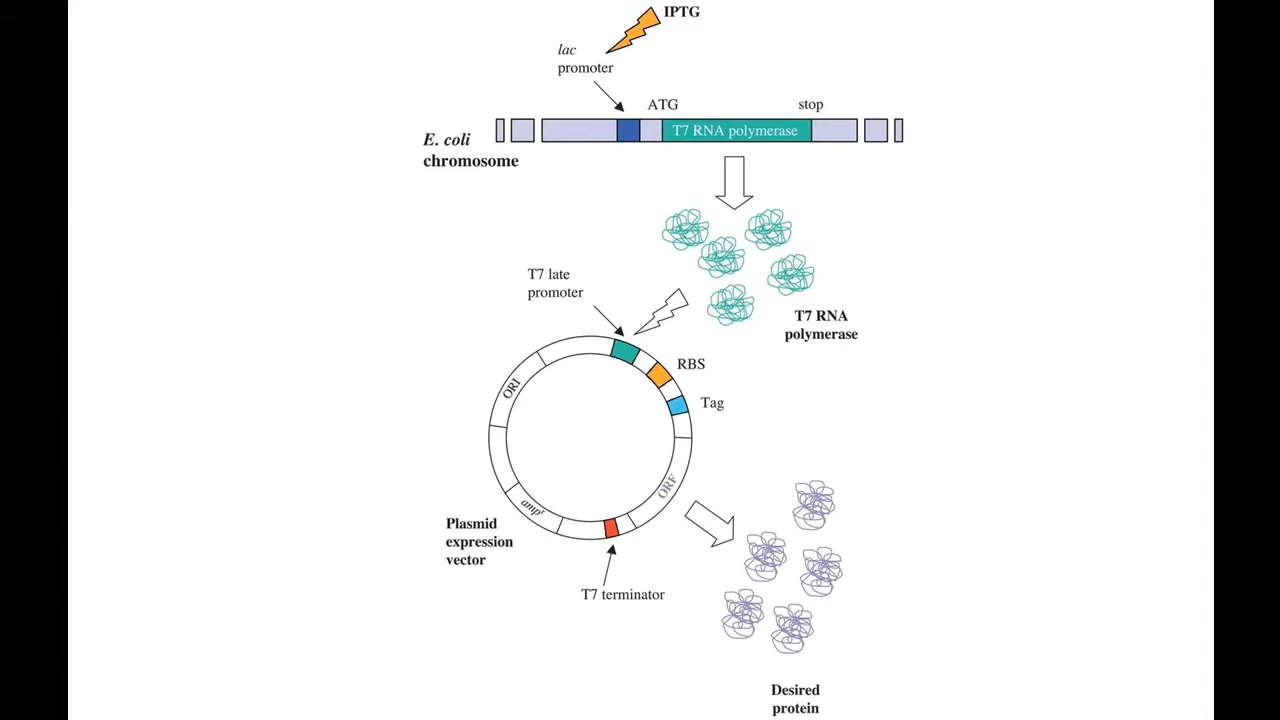 IPTG
lac
promoter
ATG
stop
T7 RNA polymerase
E. coli
chromosome
T7 late
promoter
T7 RNA
polymerase
RBS
Tag
ORI
ORF
ampʳ
Plasmid
expression
vector
T7 terminator
Desired
protein